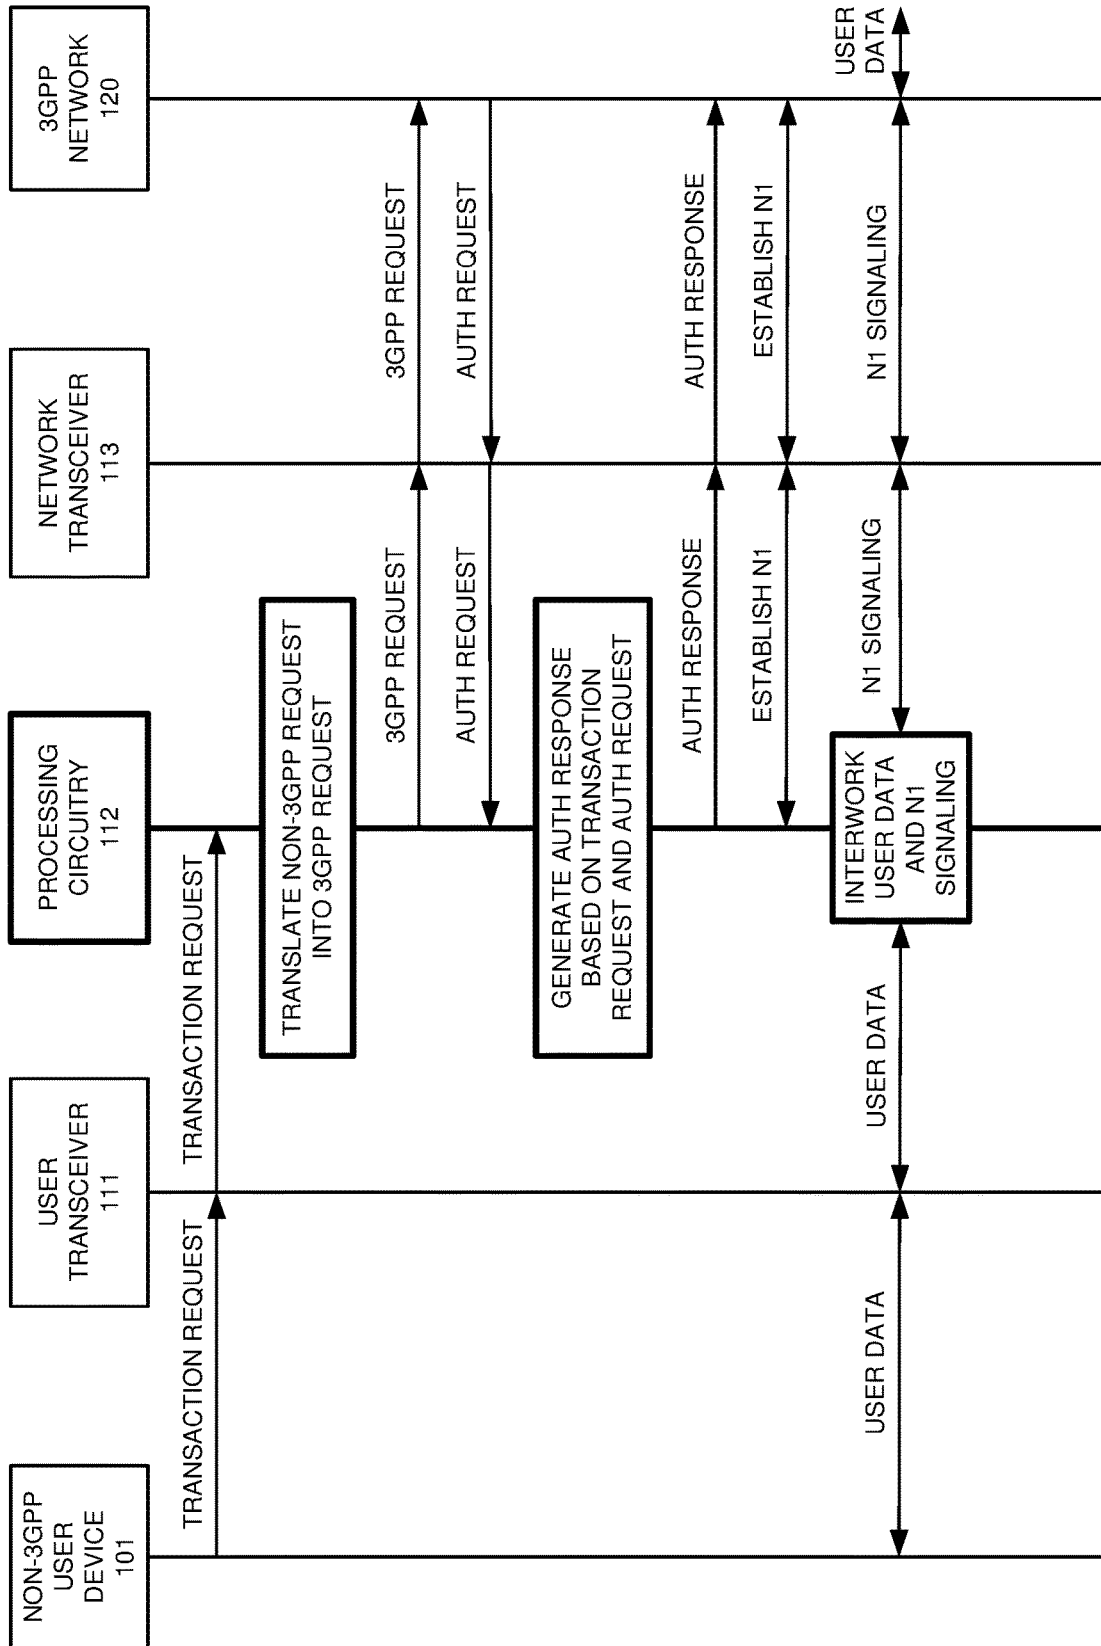 NON-3GPP
USER
DEVICE
101
USER
TRANSCEIVER
111
PROCESSING
CIRCUITRY
112
NETWORK
TRANSCEIVER
113
3GPP
NETWORK
120
TRANSACTION REQUEST
TRANSACTION REQUEST
TRANSLATE NON-3GPP REQUEST
INTO 3GPP REQUEST
3GPP REQUEST
3GPP REQUEST
AUTH REQUEST
AUTH REQUEST
GENERATE AUTH RESPONSE
BASED ON TRANSACTION
REQUEST AND AUTH REQUEST
AUTH RESPONSE
AUTH RESPONSE
ESTABLISH N1
ESTABLISH N1
USER DATA
USER DATA
INTERWORK
USER DATA
AND N1
SIGNALING
N1 SIGNALING
N1 SIGNALING
USER
DATA